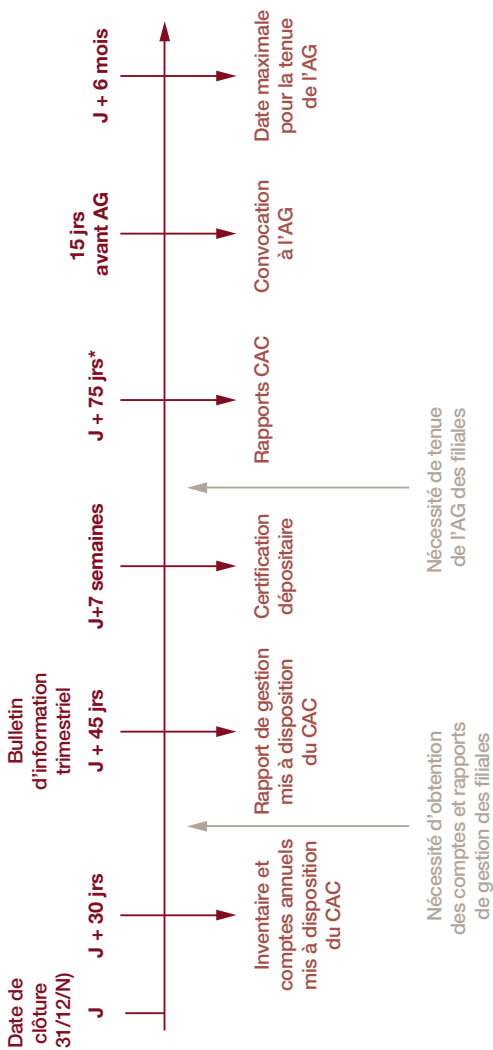 Date de
clôture
31/12/N)
J
J + 30 jrs
Bulletin
d'information
trimestriel
J + 45 jrs
J+7 semaines
J + 75 jrs*
15 jrs
avant AG
J + 6 mois
Inventaire et
comptes annuels
mis à disposition
du CAC
Rapport de gestion
mis à disposition
du CAC
Certification
dépositaire
Rapports CAC
Convocation
à l'AG
Date maximale
pour la tenue
de l'AG
Nécessité d'obtention
des comptes et rapports
de gestion des filiales
Nécessité de tenue
de l'AG des filiales